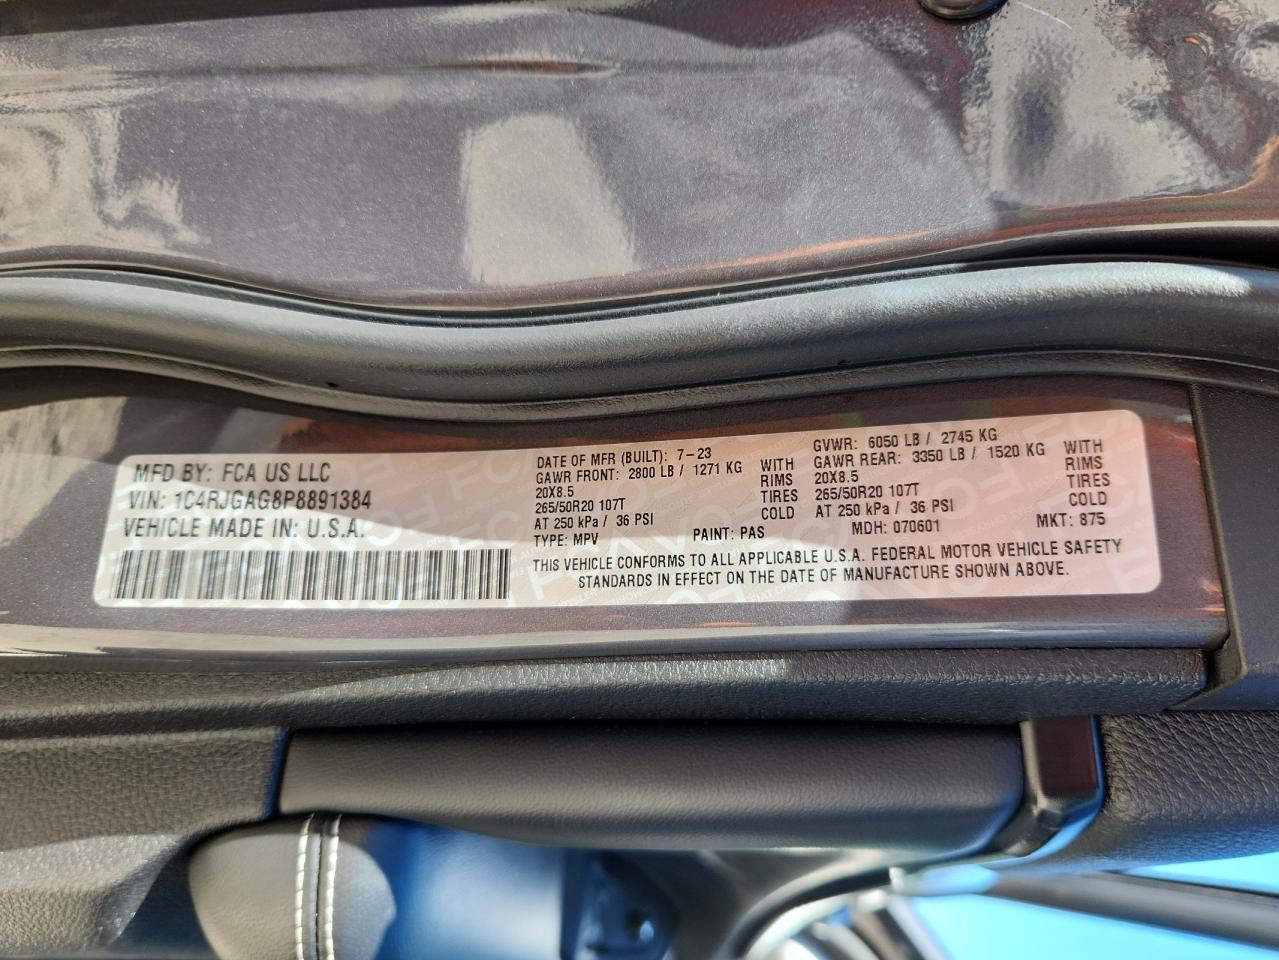 MFD BY: FCA US LLC
VIN: 1C4RJGAG8P8891384
VEHICLE MADE IN: U.S.A.
DATE OF MFR (BUILT): 7-23
GAWR FRONT: 2800 LB / 1271 KG WITH
20X8.5 RIMS
265/50R20 107T TIRES
AT 250 kPa / 36 PSI COLD
TYPE: MPV PAINT: PAS
GVWR: 6050 LB / 2745 KG
GAWR REAR: 3350 LB / 1520 KG WITH
20X8.5 RIMS
265/50R20 107T TIRES
AT 250 kPa / 36 PSI COLD
MDH: 070601 MKT: 875
THIS VEHICLE CONFORMS TO ALL APPLICABLE U.S.A. FEDERAL MOTOR VEHICLE SAFETY
STANDARDS IN EFFECT ON THE DATE OF MANUFACTURE SHOWN ABOVE.